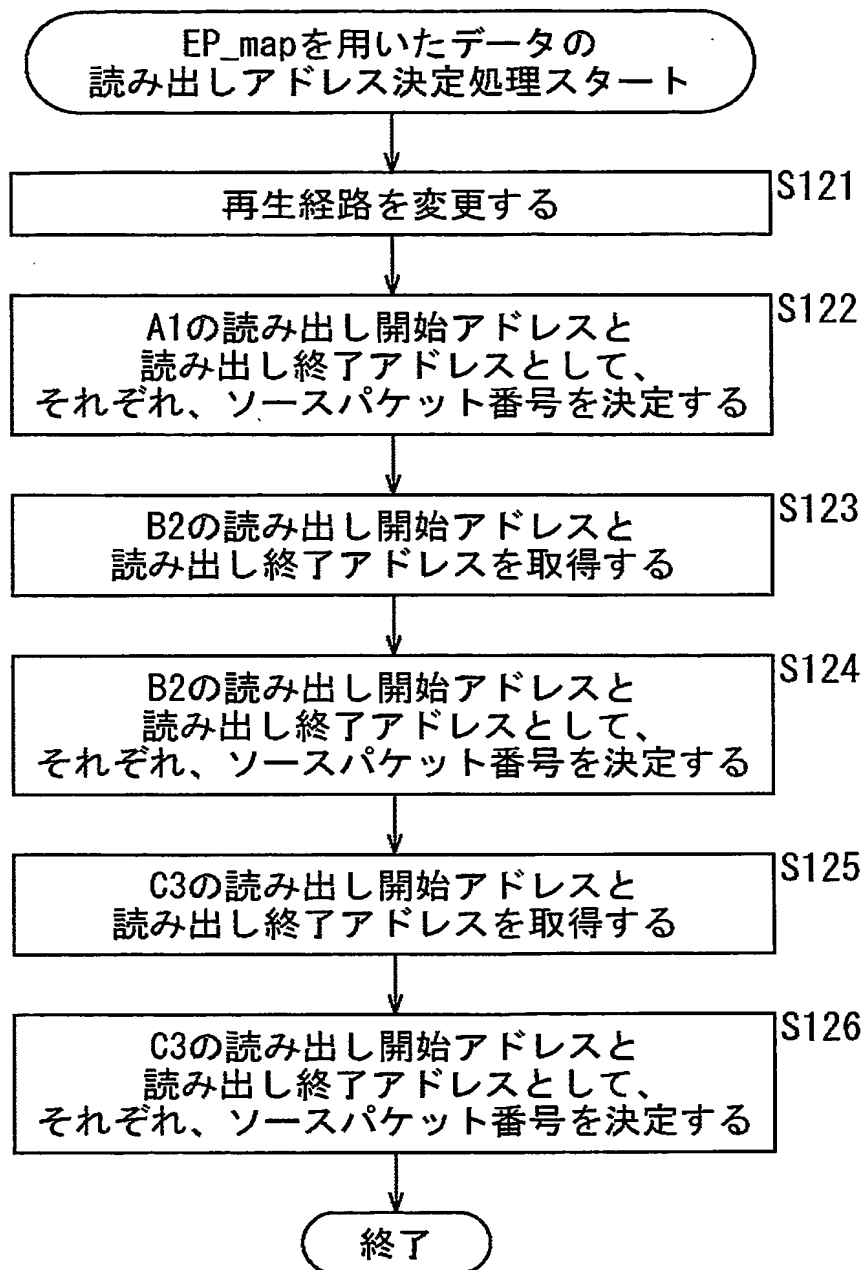 EP_mapを用いたデータの
読み出しアドレス決定処理スタート
S121
再生経路を変更する
S122
A1の読み出し開始アドレスと
読み出し終了アドレスとして、
それぞれ、ソースパケット番号を決定する
S123
B2の読み出し開始アドレスと
読み出し終了アドレスを取得する
S124
B2の読み出し開始アドレスと
読み出し終了アドレスとして、
それぞれ、ソースパケット番号を決定する
S125
C3の読み出し開始アドレスと
読み出し終了アドレスを取得する
S126
C3の読み出し開始アドレスと
読み出し終了アドレスとして、
それぞれ、ソースパケット番号を決定する
終了